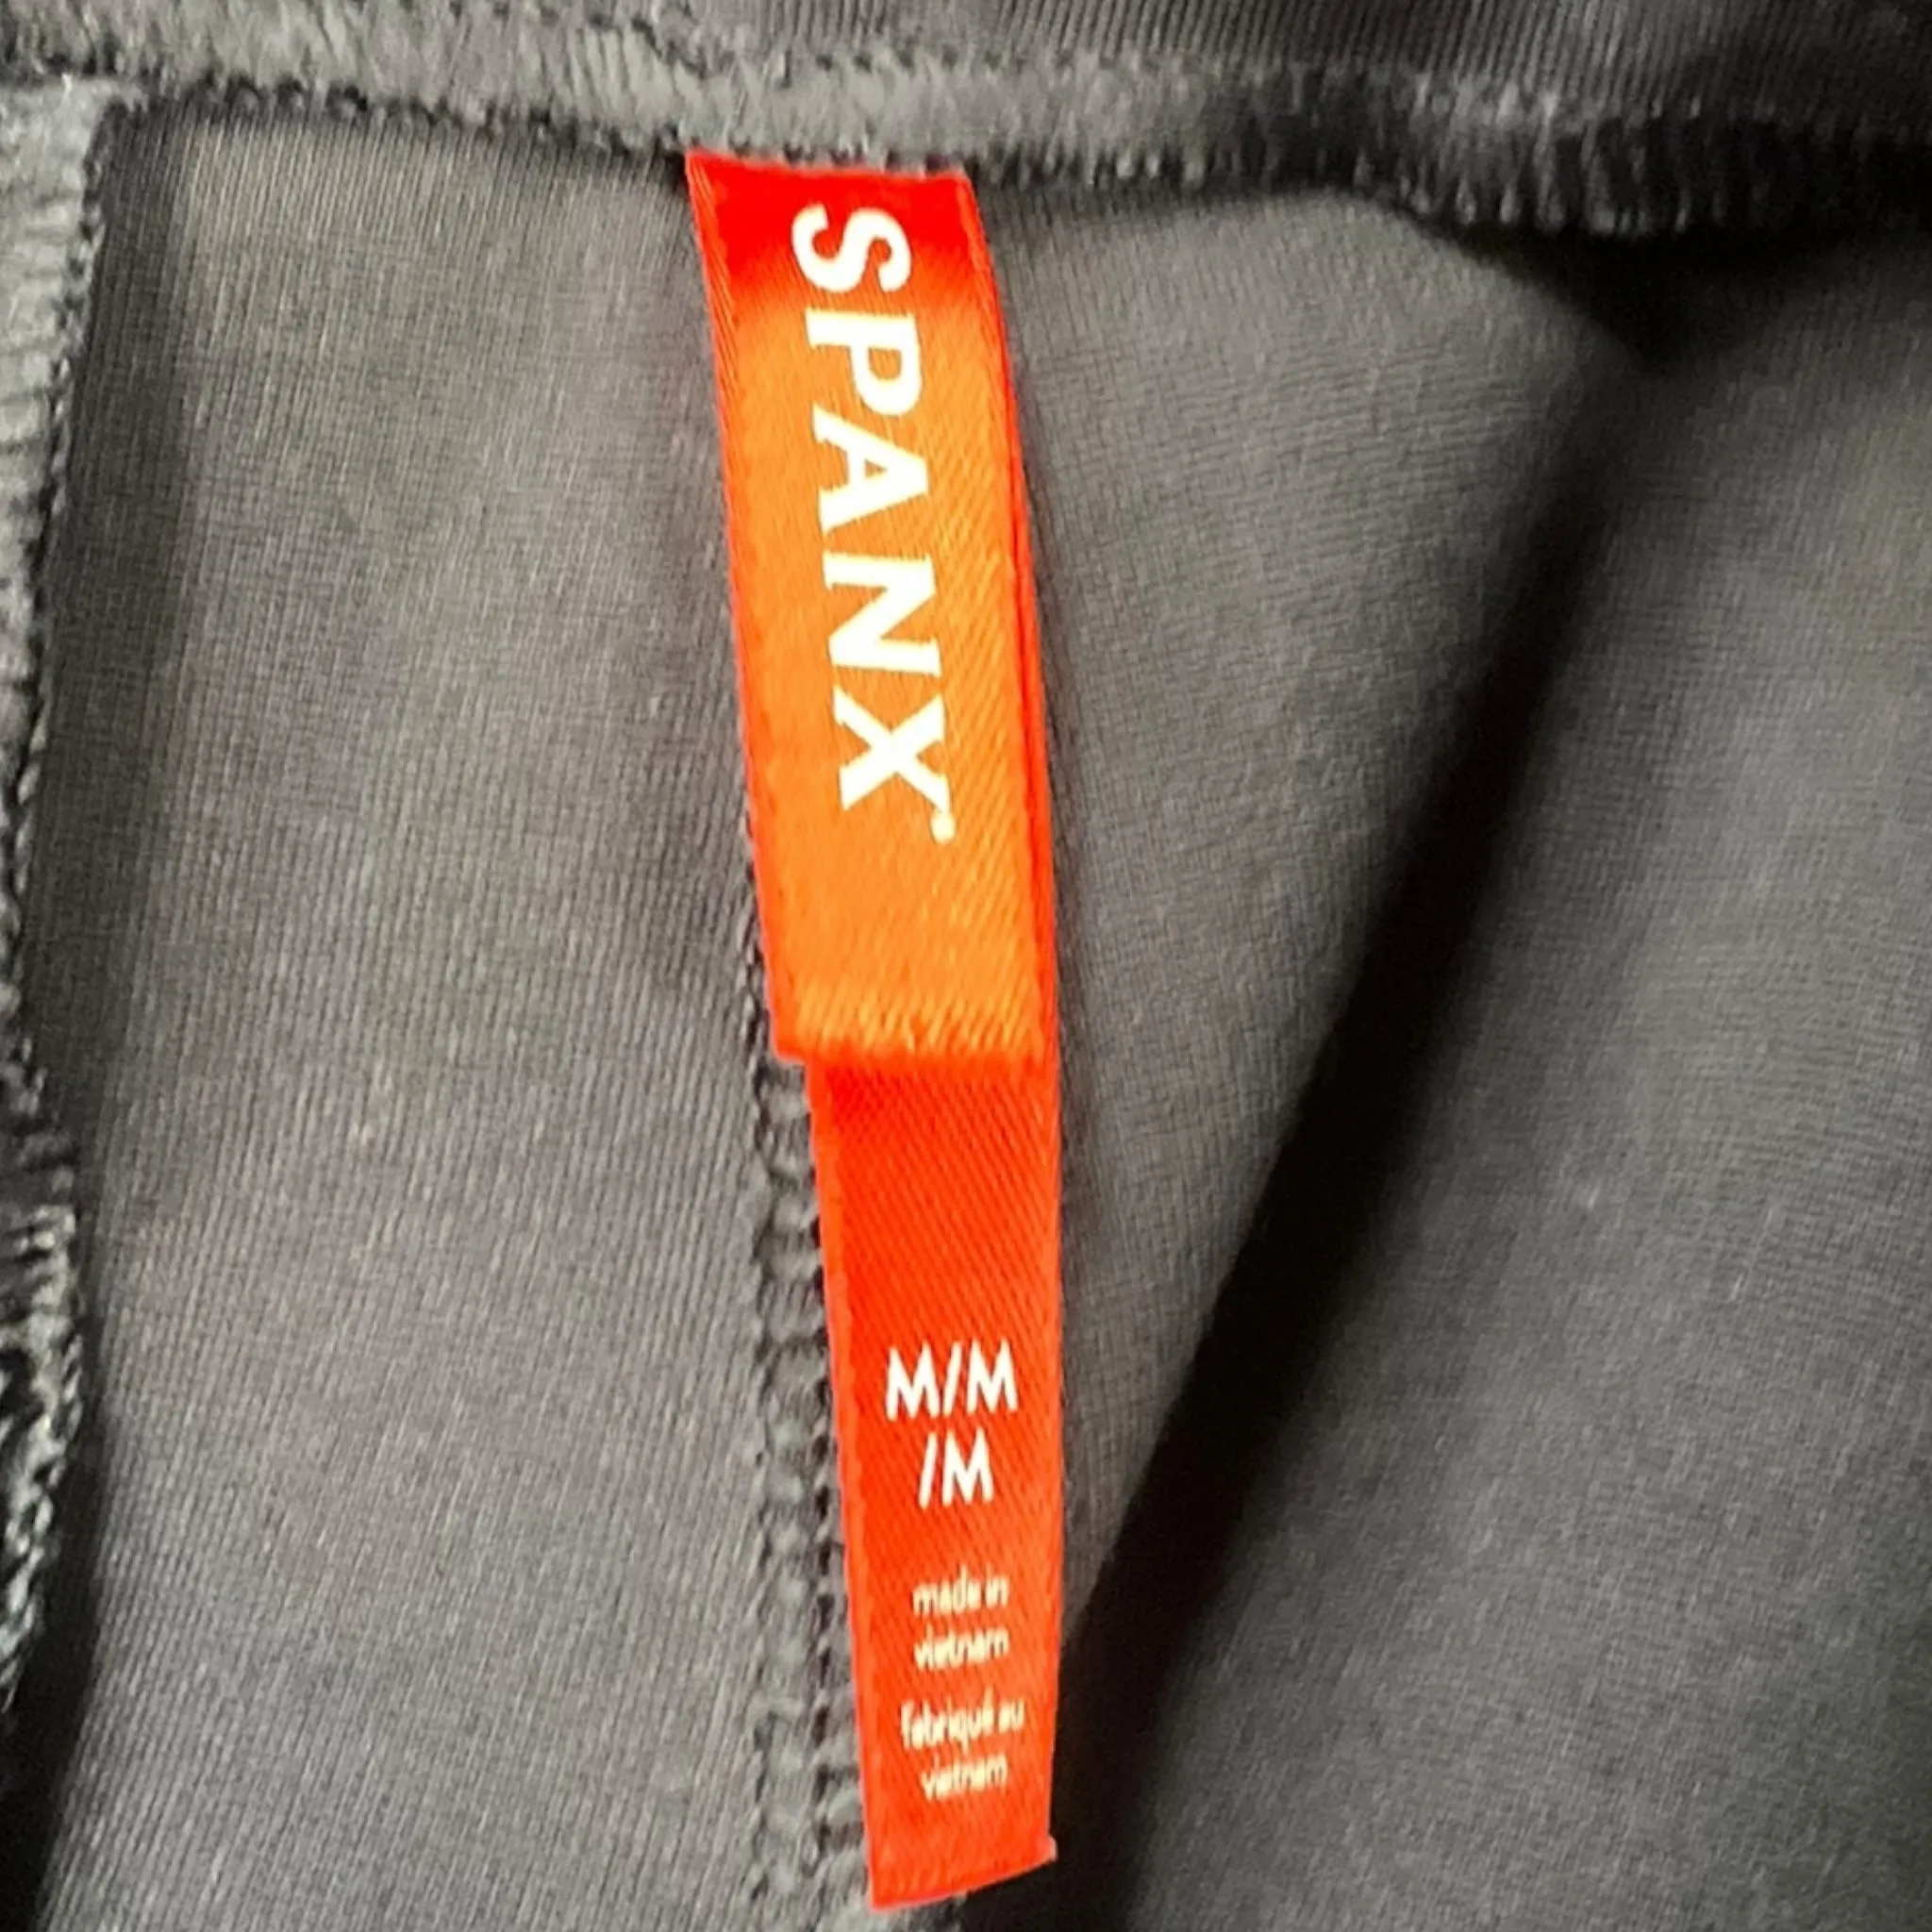 SPANX
M/M
/M
made in
vietnam
fabriqué au
vietnam